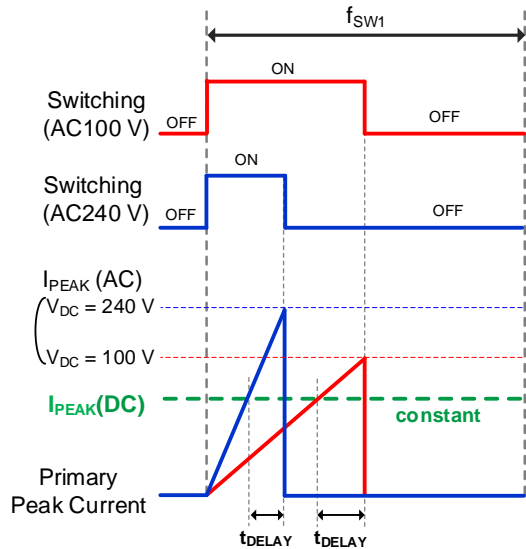 fSW1
ON
Switching
(AC100 V)
OFF
OFF
ON
Switching
(AC240 V)
OFF
OFF
IPEAK (AC)
VDC = 240 V
VDC = 100 V
IPEAK(DC)
constant
Primary
Peak Current
tDELAY
tDELAY